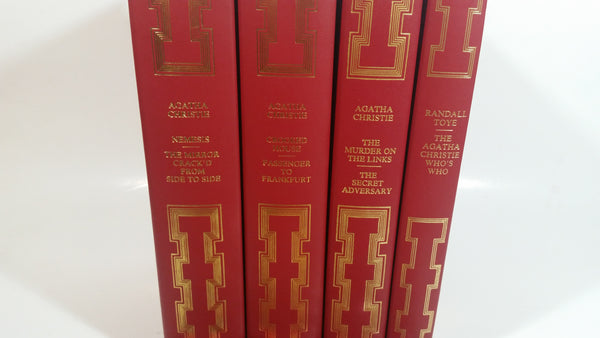 AGATHA
CHRISTIE
NEMESIS
THE MIRROR
CRACK'D
FROM
SIDE TO SIDE
AGATHA
CHRISTIE
CROOKED
HOUSE
PASSENGER
TO
FRANKFURT
AGATHA
CHRISTIE
THE
MURDER ON
THE LINKS
THE
SECRET
ADVERSARY
RANDALL
TOYE
THE
AGATHA
CHRISTIE
WHO'S
WHO